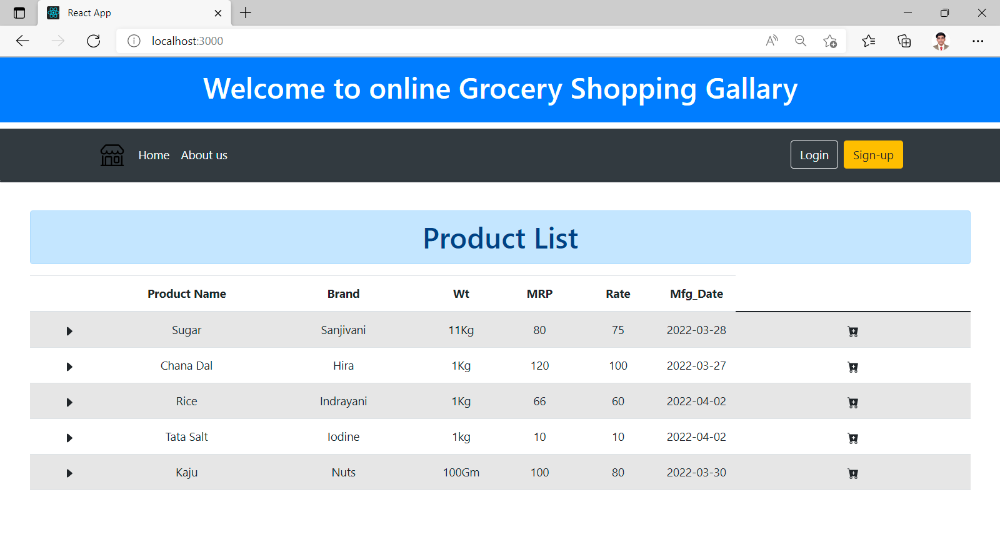 React App
localhost:3000
Welcome to online Grocery Shopping Gallary
Home About us Login Sign-up
Product List
Product Name Brand Wt MRP Rate Mfg_Date
Sugar Sanjivani 11Kg 80 75 2022-03-28
Chana Dal Hira 1Kg 120 100 2022-03-27
Rice Indrayani 1Kg 66 60 2022-04-02
Tata Salt Iodine 1kg 10 10 2022-04-02
Kaju Nuts 100Gm 100 80 2022-03-30